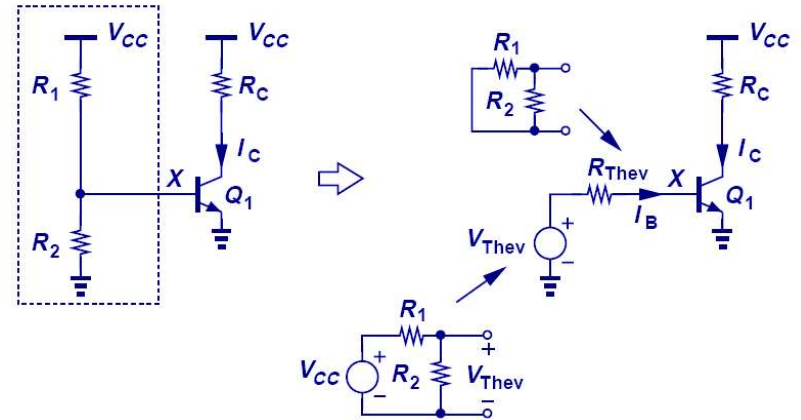 V_CC V_CC
R_1 R_C
I_C
X Q_1
R_2
R_1
R_2
V_CC
R_C
I_C
R_Thev X Q_1
I_B
V_Thev + −
R_1
V_CC + − R_2 + V_Thev −